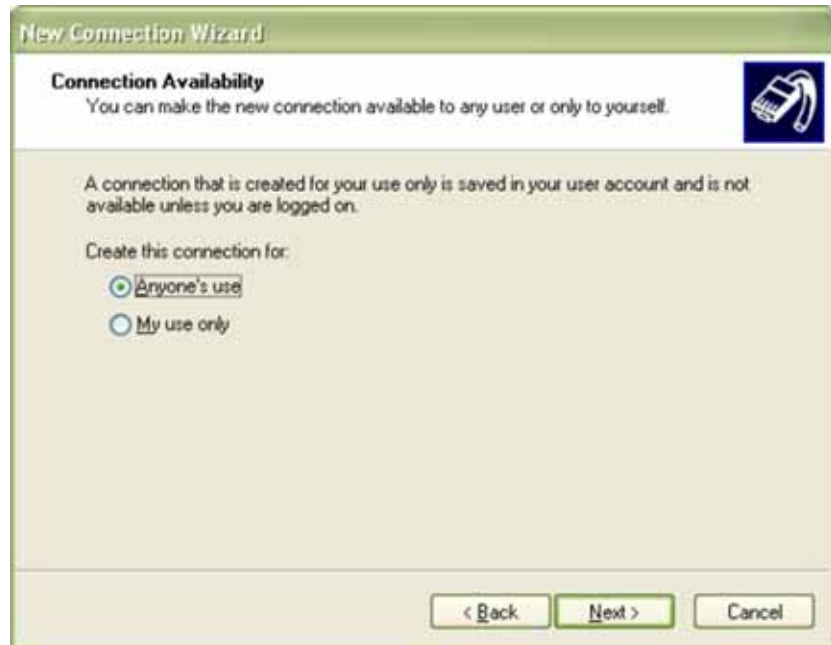 New Connection Wizard
Connection Availability
You can make the new connection available to any user or only to yourself.
A connection that is created for your use only is saved in your user account and is not
available unless you are logged on.
Create this connection for:
Anyone's use
My use only
< Back
Next >
Cancel